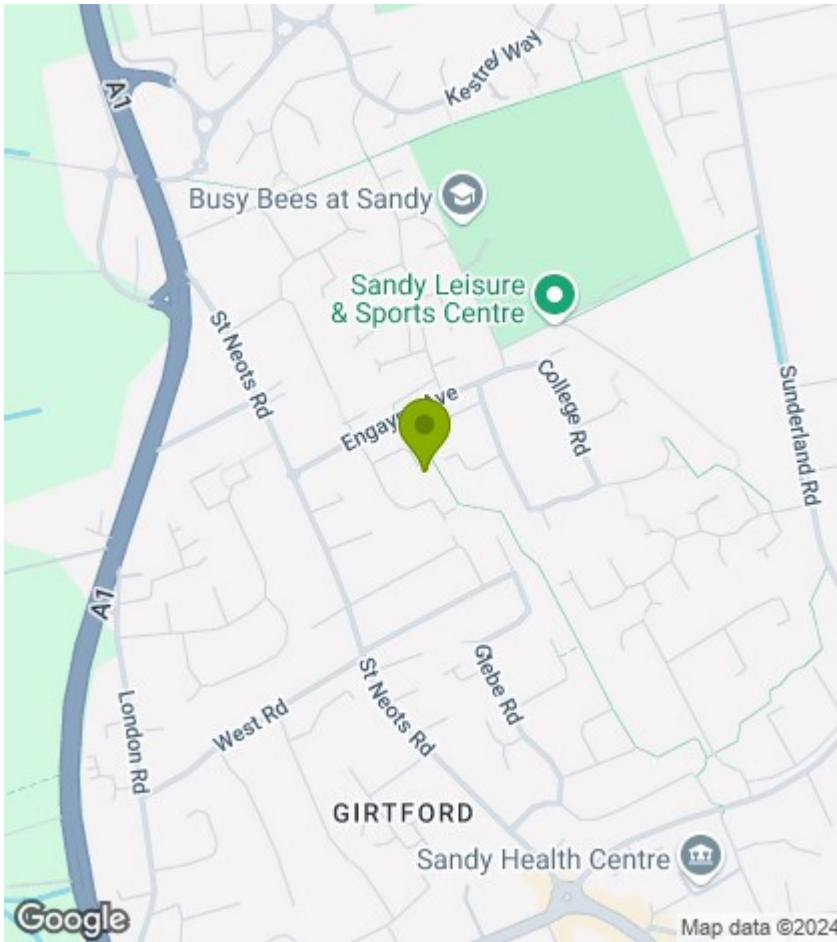 A1
Kestrel Way
Busy Bees at Sandy
Sandy Leisure
& Sports Centre
St Neots Rd
College Rd
Sunderland Rd
Ave
A1
Glebe Rd
St Neots Rd
London Rd
West Rd
GIRTFORD
Sandy Health Centre
Google
Map data ©2024